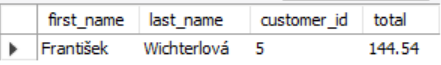 first_name last_name customer_id total
František Wichterlová 5 144.54